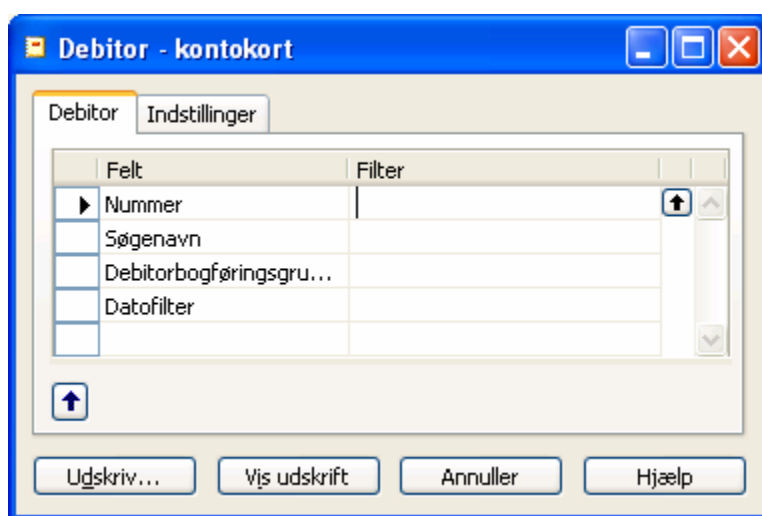 Debitor - kontokort
Debitor Indstillinger
Felt Filter
Nummer
Søgenavn
Debitorbogføringsgru...
Datofilter
Udskriv... Vis udskrift Annuller Hjælp